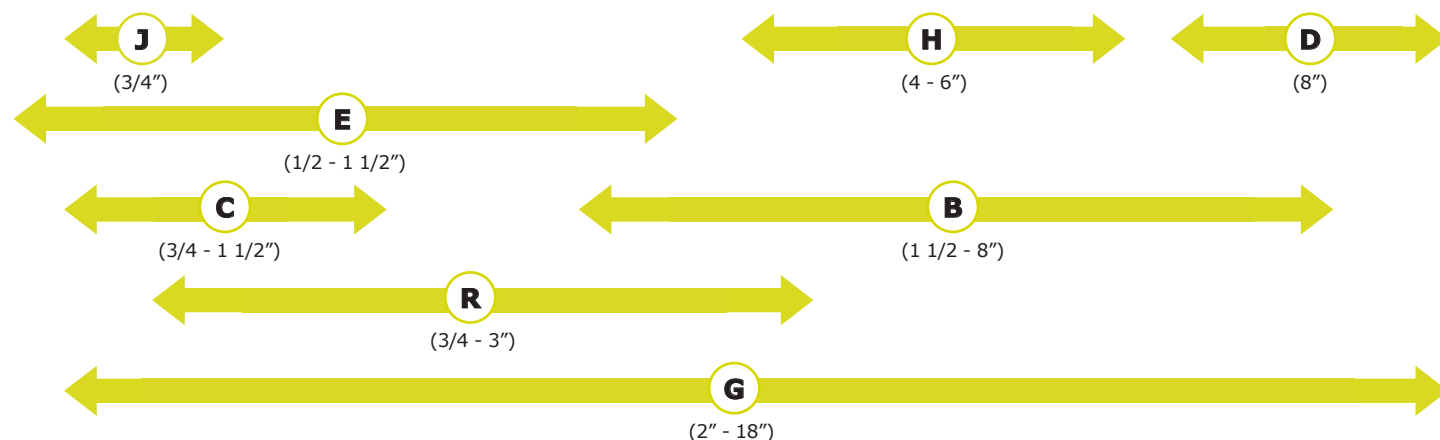 J
H
D
(3/4”)
(4 - 6”)
(8”)
E
(1/2 - 1 1/2”)
C
B
(3/4 - 1 1/2”)
(1 1/2 - 8”)
R
(3/4 - 3”)
G
(2” - 18”)